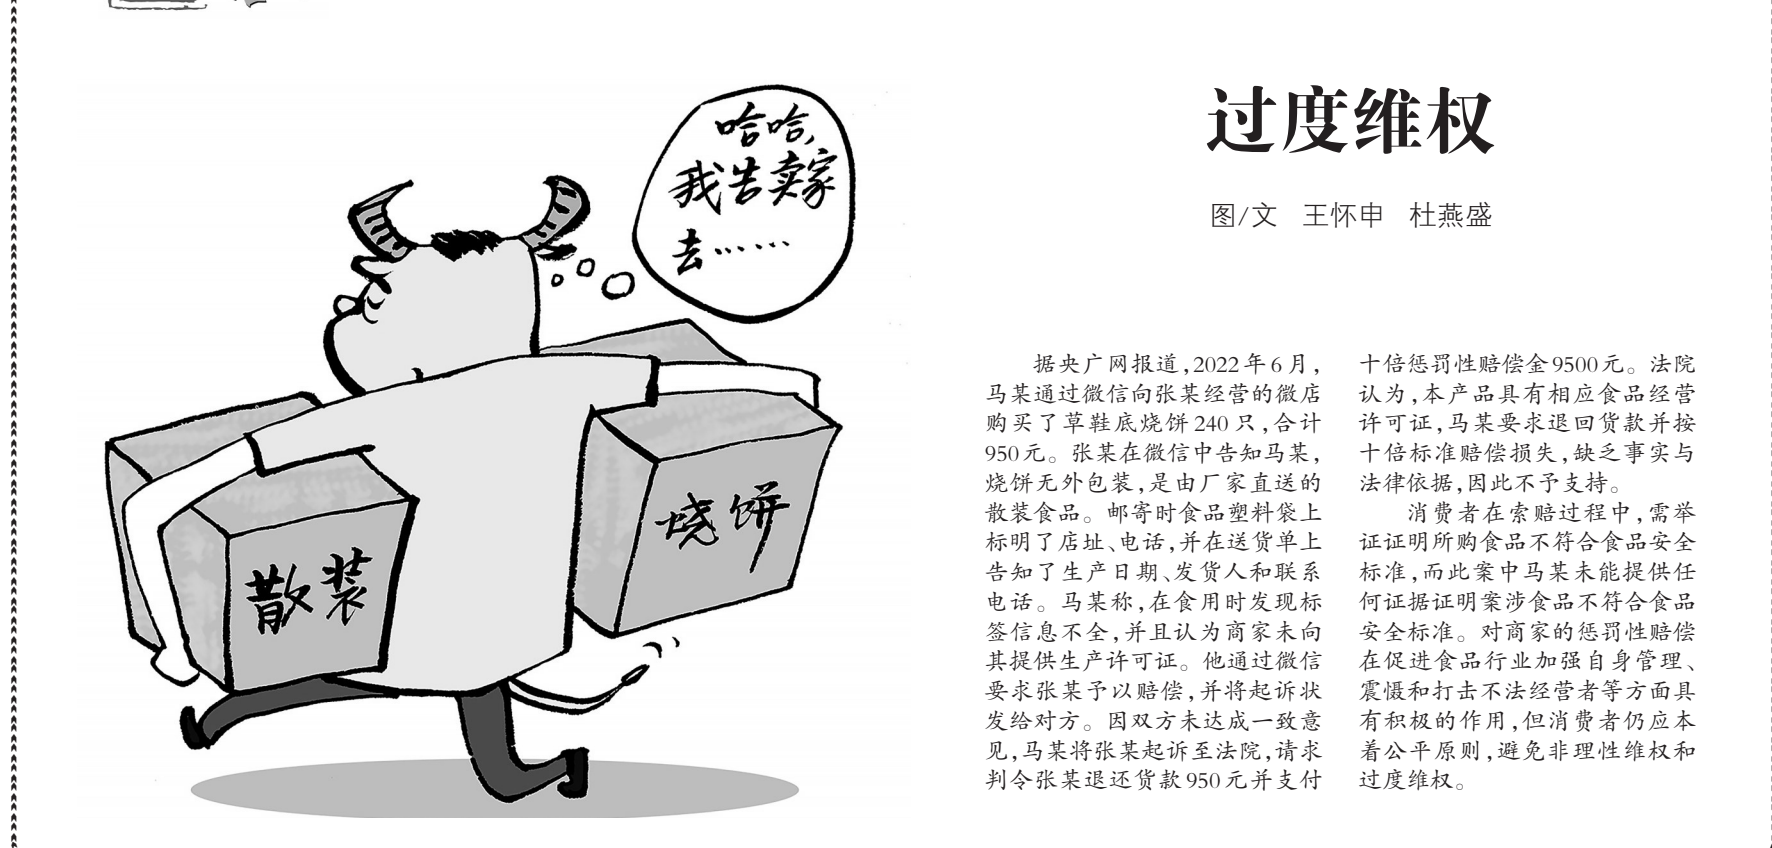 哈哈,
我告卖家
去……
烧饼
散装
过度维权
图/文 王怀申 杜燕盛
据央广网报道,2022年6月,
马某通过微信向张某经营的微店
购买了草鞋底烧饼240只,合计
950元。张某在微信中告知马某,
烧饼无外包装,是由厂家直送的
散装食品。邮寄时食品塑料袋上
标明了店址、电话,并在送货单上
告知了生产日期、发货人和联系
电话。马某称,在食用时发现标
签信息不全,并且认为商家未向
其提供生产许可证。他通过微信
要求张某予以赔偿,并将起诉状
发给对方。因双方未达成一致意
见,马某将张某起诉至法院,请求
判令张某退还货款950元并支付
十倍惩罚性赔偿金9500元。法院
认为,本产品具有相应食品经营
许可证,马某要求退回货款并按
十倍标准赔偿损失,缺乏事实与
法律依据,因此不予支持。
消费者在索赔过程中,需举
证证明所购食品不符合食品安全
标准,而此案中马某未能提供任
何证据证明案涉食品不符合食品
安全标准。对商家的惩罚性赔偿
在促进食品行业加强自身管理、
震慑和打击不法经营者等方面具
有积极的作用,但消费者仍应本
着公平原则,避免非理性维权和
过度维权。